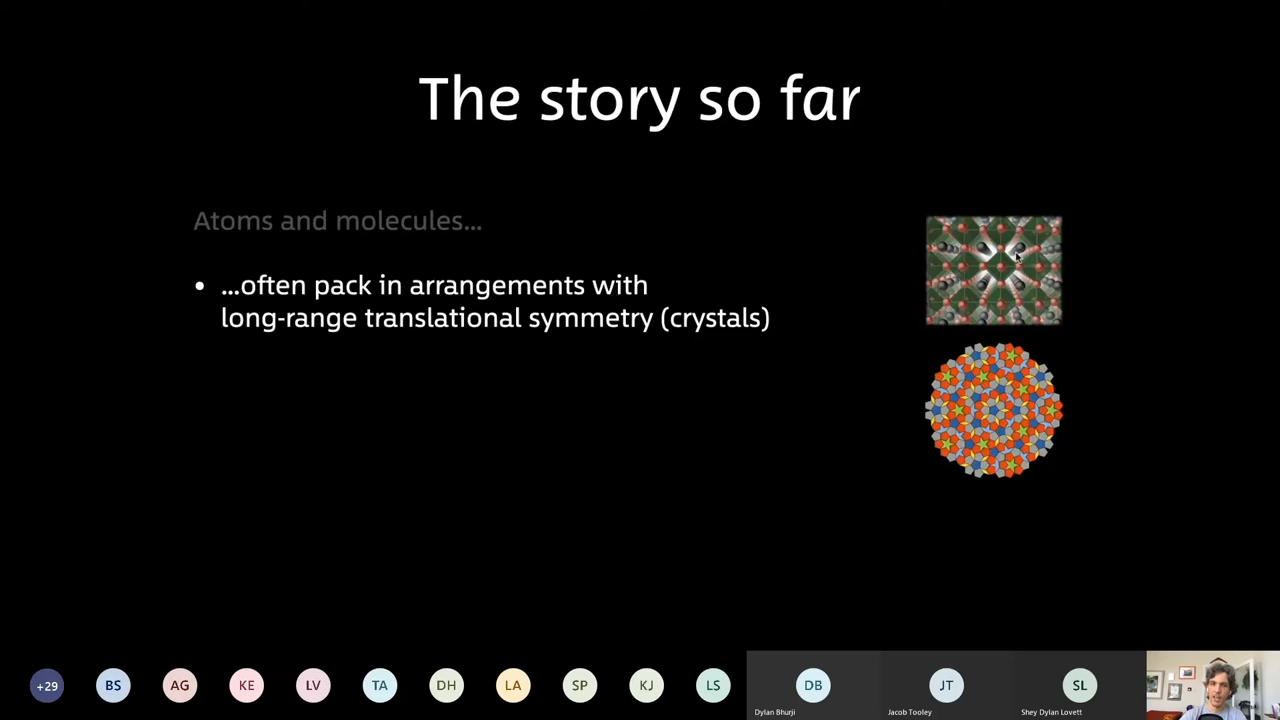 The story so far
Atoms and molecules...
• ...often pack in arrangements with
long-range translational symmetry (crystals)
+29
BS
AG
KE
LV
TA
DH
LA
SP
KJ
LS
DB
JT
SL
Dylan Bhurji
Jacob Tooley
Shey Dylan Lovett